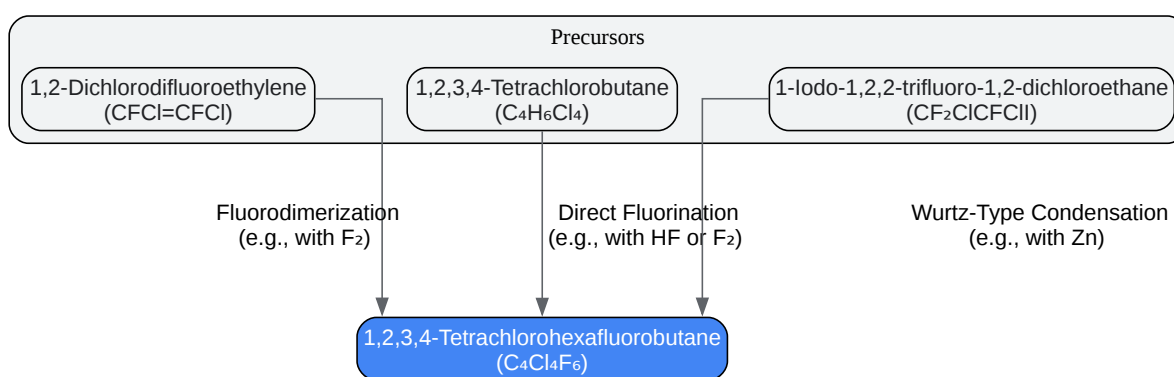 Precursors
1,2-Dichlorodifluoroethylene
(CFCl=CFCl)
1,2,3,4-Tetrachlorobutane
(C₄H₆Cl₄)
1-Iodo-1,2,2-trifluoro-1,2-dichloroethane
(CF₂ClCFClI)
Fluorodimerization
(e.g., with F₂)
Direct Fluorination
(e.g., with HF or F₂)
Wurtz-Type Condensation
(e.g., with Zn)
1,2,3,4-Tetrachlorohexafluorobutane
(C₄Cl₄F₆)